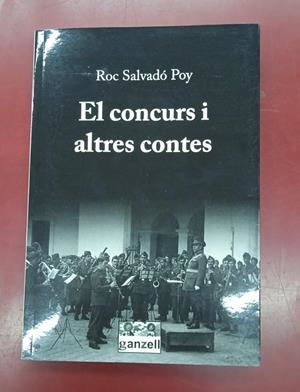 Roc Salvadó Poy
El concurs i
altres contes
ganzell